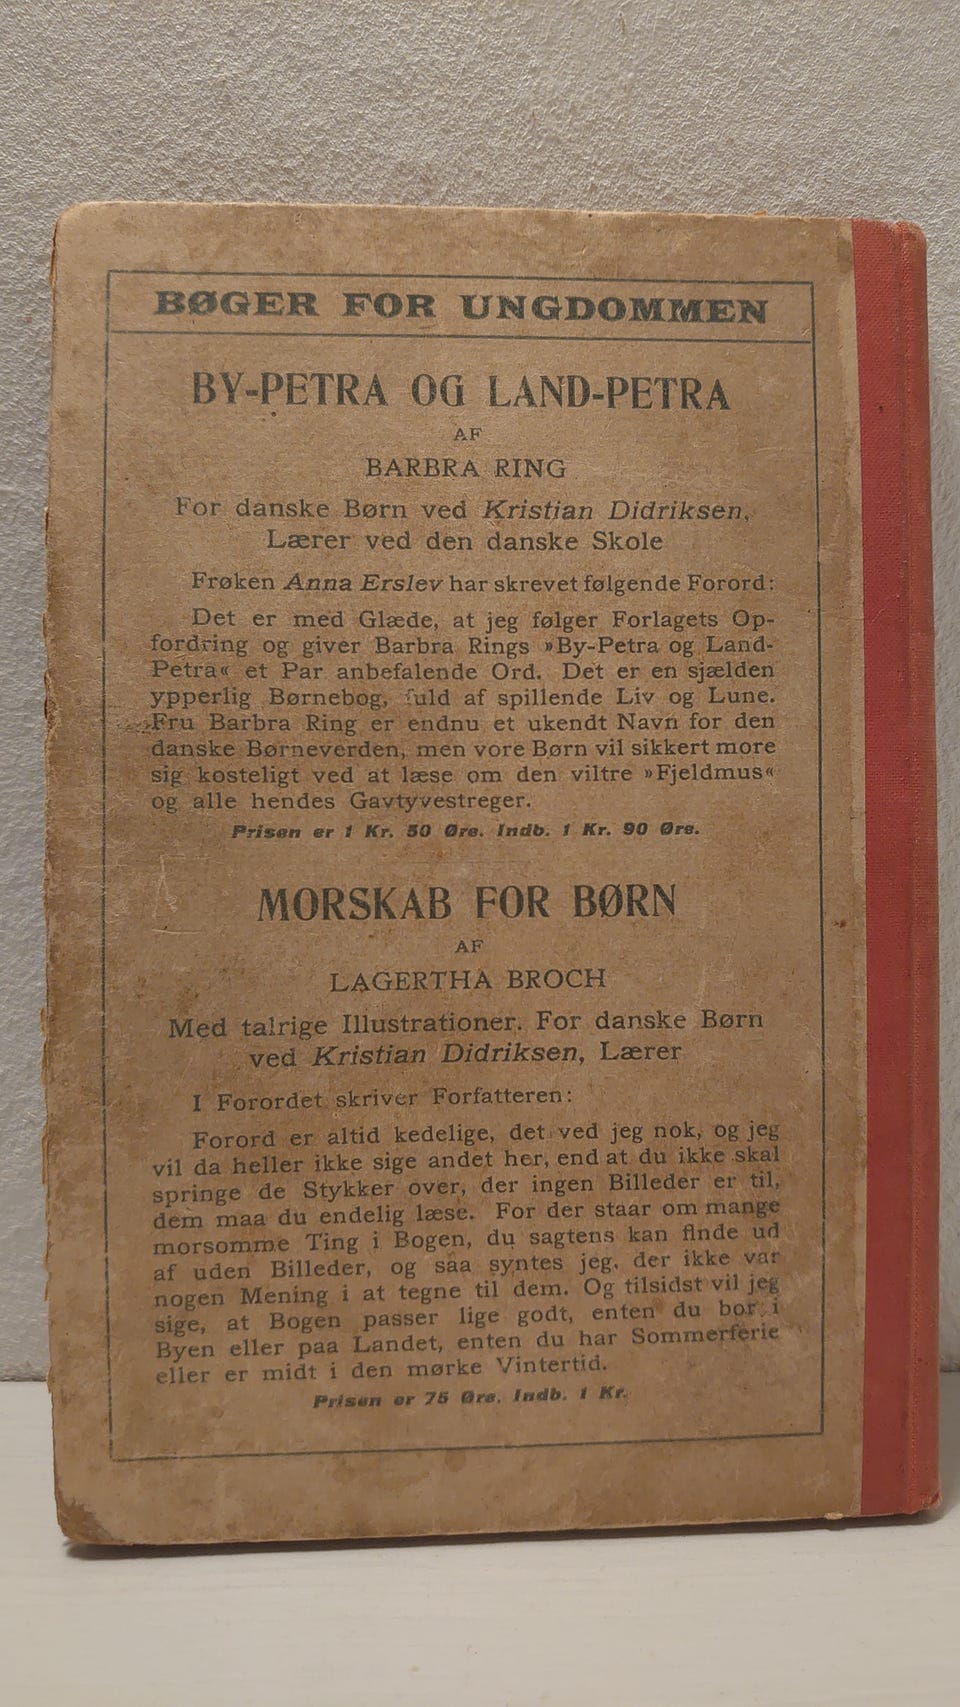 BØGER FOR UNGDOMMEN
BY-PETRA OG LAND-PETRA
AF
BARBRA RING
For danske Børn ved Kristian Didriksen,
Lærer ved den danske Skole
Frøken Anna Erslev har skrevet følgende Forord:
Det er med Glæde, at jeg følger Forlagets Op-
fordring og giver Barbra Rings »By-Petra og Land-
Petra« et Par anbefalende Ord. Det er en sjælden
ypperlig Børnebog, fuld af spillende Liv og Lune.
Fru Barbra Ring er endnu et ukendt Navn for den
danske Børneverden, men vore Børn vil sikkert more
sig kosteligt ved at læse om den viltre »Fjeldmus«
og alle hendes Gavtyvestreger.
Prisen er 1 Kr. 50 Øre. Indb. 1 Kr. 90 Øre.
MORSKAB FOR BØRN
AF
LAGERTHA BROCH
Med talrige Illustrationer. For danske Børn
ved Kristian Didriksen, Lærer
I Forordet skriver Forfatteren:
Forord er altid kedelige, det ved jeg nok, og jeg
vil da heller ikke sige andet her, end at du ikke skal
springe de Stykker over, der ingen Billeder er til,
dem maa du endelig læse. For der staar om mange
morsomme Ting i Bogen, du sagtens kan finde ud
af uden Billeder, og saa syntes jeg, der ikke var
nogen Mening i at tegne til dem. Og tilsidst vil jeg
sige, at Bogen passer lige godt, enten du bor i
Byen eller paa Landet, enten du har Sommerferie
eller er midt i den mørke Vintertid.
Prisen er 75 Øre. Indb. 1 Kr.